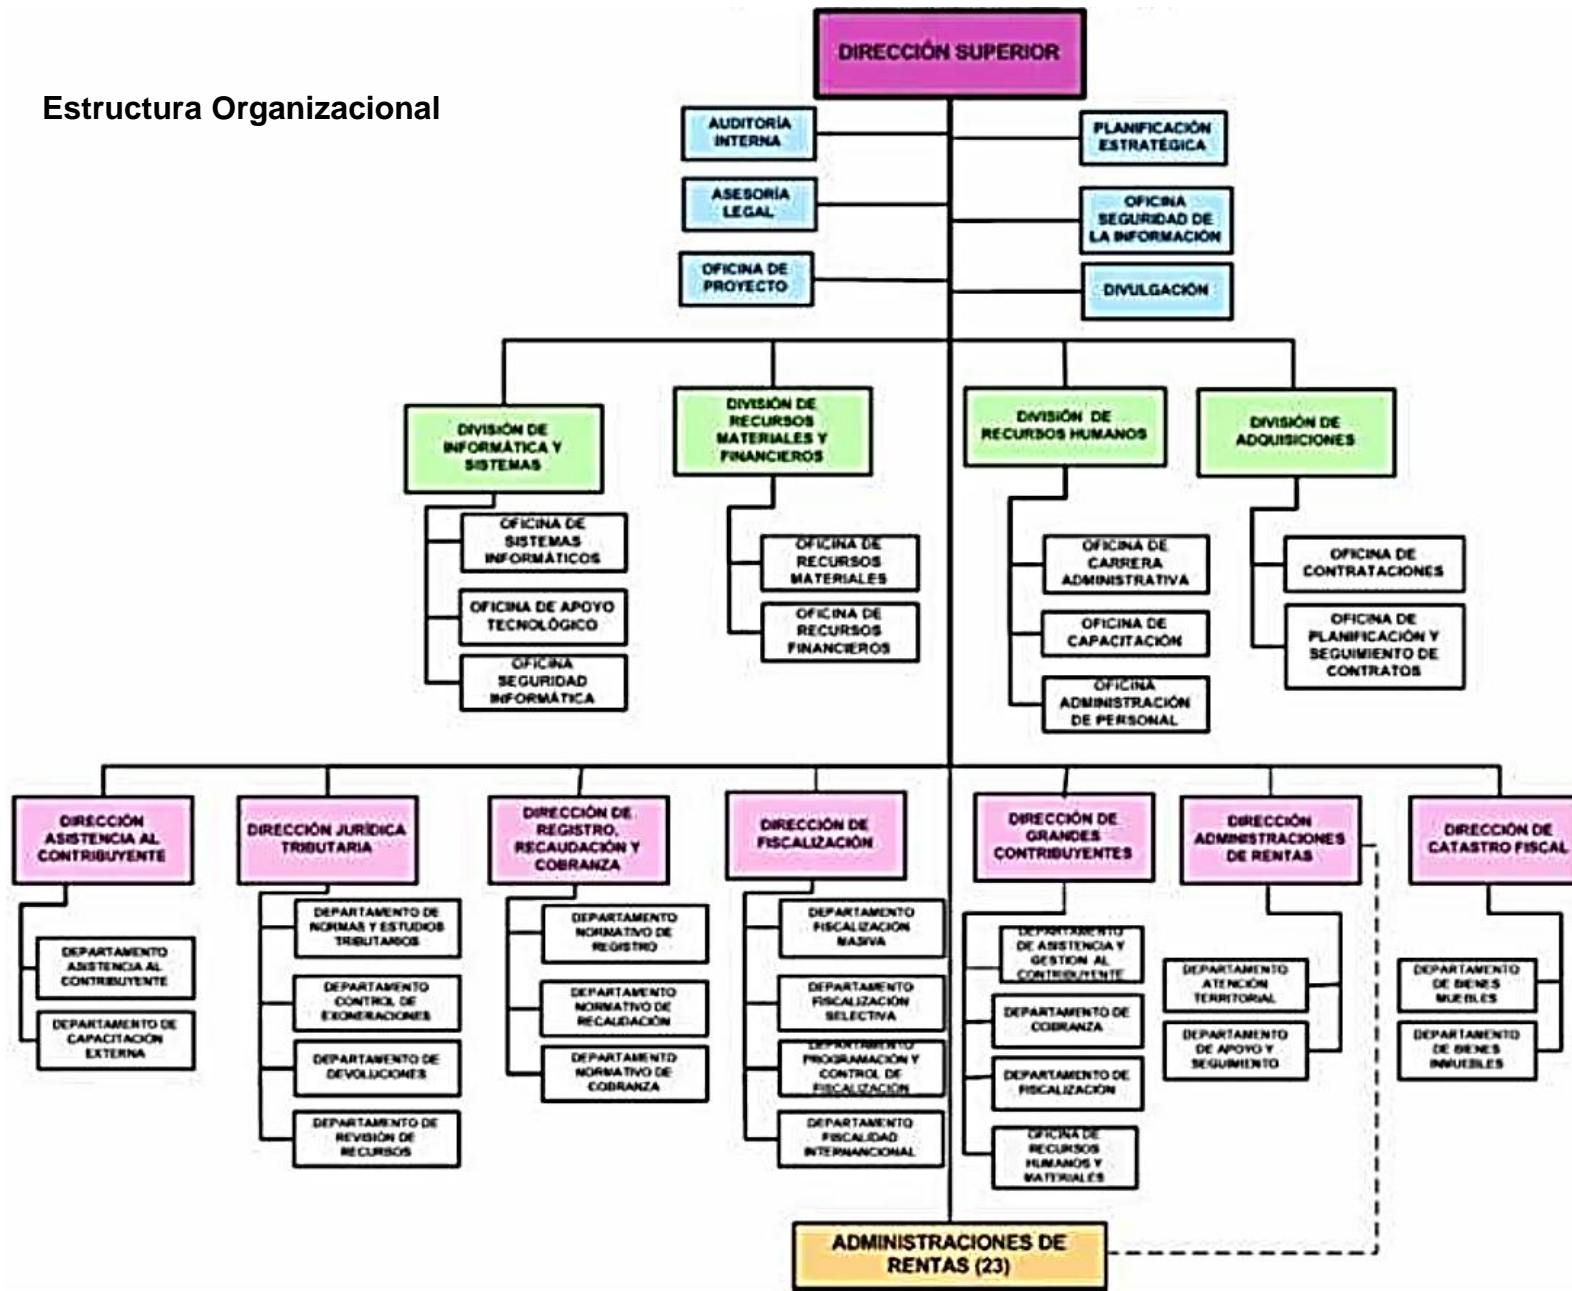 DIRECCIÓN SUPERIOR
Estructura Organizacional
AUDITORÍA
INTERNA
PLANIFICACIÓN
ESTRATÉGICA
ASESORÍA
LEGAL
OFICINA
SEGURIDAD DE
LA INFORMACIÓN
OFICINA DE
PROYECTO
DIVULGACIÓN
DIVISIÓN DE
INFORMÁTICA Y
SISTEMAS
DIVISIÓN DE
RECURSOS
MATERIALES Y
FINANCIEROS
DIVISIÓN DE
RECURSOS HUMANOS
DIVISIÓN DE
ADQUISICIONES
OFICINA DE
SISTEMAS
INFORMÁTICOS
OFICINA DE APOYO
TECNOLÓGICO
OFICINA
SEGURIDAD
INFORMÁTICA
OFICINA DE
RECURSOS
MATERIALES
OFICINA DE
RECURSOS
FINANCIEROS
OFICINA DE
CARRERA
ADMINISTRATIVA
OFICINA DE
CAPACITACIÓN
OFICINA
ADMINISTRACIÓN
DE PERSONAL
OFICINA DE
CONTRATACIONES
OFICINA DE
PLANIFICACIÓN Y
SEGUIMIENTO DE
CONTRATOS
DIRECCIÓN
ASISTENCIA AL
CONTRIBUYENTE
DIRECCIÓN JURÍDICA
TRIBUTARIA
DIRECCIÓN DE
REGISTRO,
RECAUDACIÓN Y
COBRANZA
DIRECCIÓN DE
FISCALIZACIÓN
DIRECCIÓN DE
GRANDES
CONTRIBUYENTES
DIRECCIÓN
ADMINISTRACIONES
DE RENTAS
DIRECCIÓN DE
CATASTRO FISCAL
DEPARTAMENTO
ASISTENCIA AL
CONTRIBUYENTE
DEPARTAMENTO DE
CAPACITACIÓN
EXTERNA
DEPARTAMENTO DE
NORMAS Y ESTUDIOS
TRIBUTARIOS
DEPARTAMENTO
CONTROL DE
EXONERACIONES
DEPARTAMENTO DE
DEVOLUCIONES
DEPARTAMENTO DE
REVISIÓN DE
RECURSOS
DEPARTAMENTO
NORMATIVO DE
REGISTRO
DEPARTAMENTO
NORMATIVO DE
RECAUDACIÓN
DEPARTAMENTO
NORMATIVO DE
COBRANZA
DEPARTAMENTO
FISCALIZACIÓN
MASIVA
DEPARTAMENTO
FISCALIZACIÓN
SELECTIVA
DEPARTAMENTO
PROGRAMACIÓN Y
CONTROL DE
FISCALIZACIÓN
DEPARTAMENTO
FISCALIDAD
INTERNANCIONAL
DEPARTAMENTO
DE ASISTENCIA Y
GESTION AL
CONTRIBUYENTE
DEPARTAMENTO DE
COBRANZA
DEPARTAMENTO DE
FISCALIZACIÓN
OFICINA DE
RECURSOS
HUMANOS Y
MATERIALES
DEPARTAMENTO
ATENCIÓN
TERRITORIAL
DEPARTAMENTO
DE APOYO Y
SEGUIMIENTO
DEPARTAMENTO
DE BIENES
MUEBLES
DEPARTAMENTO
DE BIENES
INMUEBLES
ADMINISTRACIONES DE
RENTAS (23)